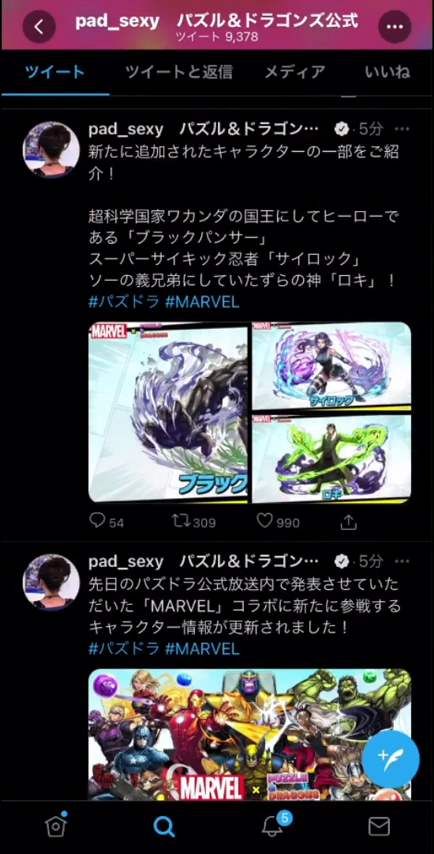 pad_sexy パズル＆ドラゴンズ公式
ツイート 9,378
ツイート ツイートと返信 メディア いいね
pad_sexy パズル＆ドラゴン… · 5分
新たに追加されたキャラクターの一部をご紹
介！
超科学国家ワカンダの国王にしてヒーローで
ある「ブラックパンサー」
スーパーサイキック忍者「サイロック」
ソーの義兄弟にしていたずらの神「ロキ」！
#パズドラ #MARVEL
MARVEL × PUZZLE & DRAGONS
ブラック
MARVEL
サイロック
MARVEL
ロキ
54 309 990
pad_sexy パズル＆ドラゴン… · 5分
先日のパズドラ公式放送内で発表させていた
だいた「MARVEL」コラボに新たに参戦する
キャラクター情報が更新されました！
#パズドラ #MARVEL
MARVEL × PUZZLE & DRAGONS
5